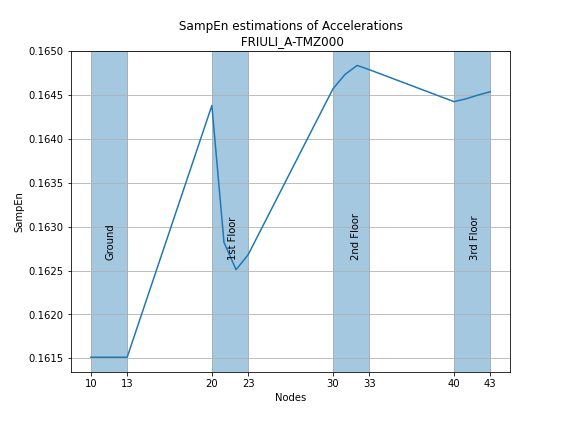 SampEn estimations of Accelerations
FRIULI_A-TMZ000
0.1650
0.1645
0.1640
0.1635
0.1630
0.1625
0.1620
0.1615
SampEn
Ground
1st Floor
2nd Floor
3rd Floor
10 13 20 23 30 33 40 43
Nodes